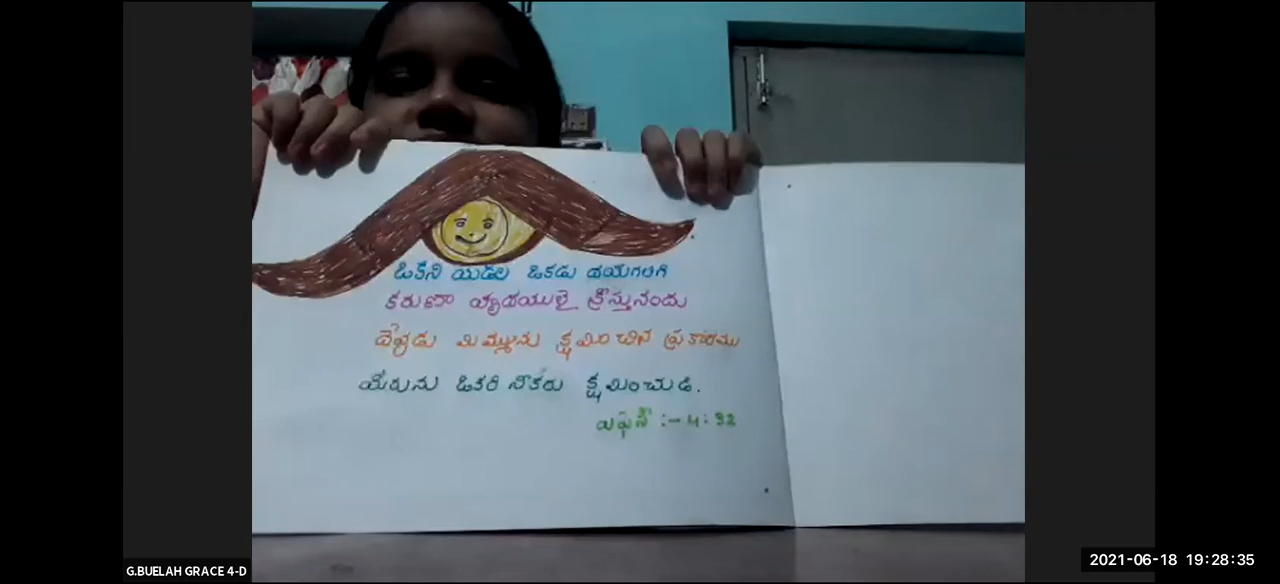 ఒకని యెడల ఒకడు దయగలిగి
కరుణా హృదయులై క్రీస్తునందు
దేవుడు మిమ్మును క్షమించిన ప్రకారము
మీరును ఒకరి నొకరు క్షమించుడి.
ఎఫెసీ :- 4:32
G.BUELAH GRACE 4-D
2021-06-18 19:28:35